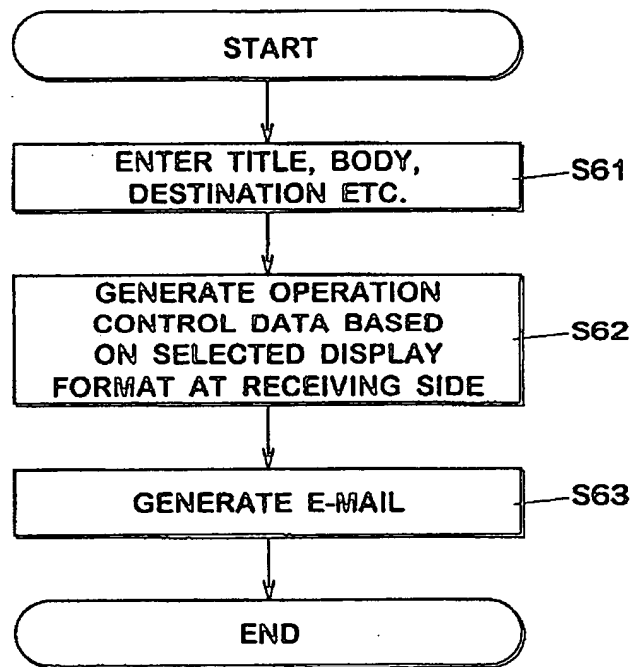 START
ENTER TITLE, BODY,
DESTINATION ETC.
S61
GENERATE OPERATION
CONTROL DATA BASED
ON SELECTED DISPLAY
FORMAT AT RECEIVING SIDE
S62
GENERATE E-MAIL
S63
END